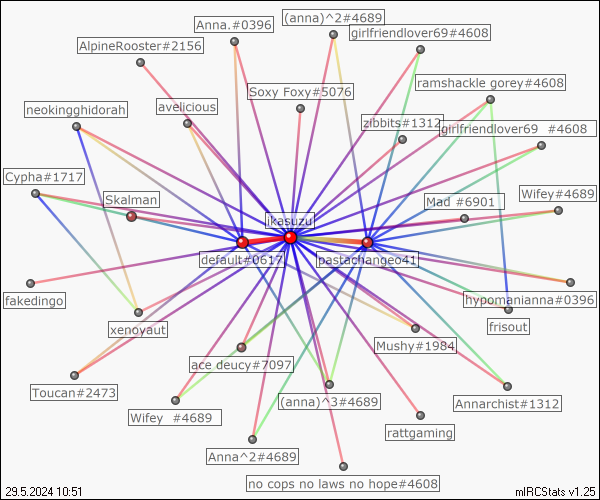 (anna)^2#4689
Anna.#0396
girlfriendlover69#4608
AlpineRooster#2156
ramshackle gorey#4608
Soxy Foxy#5076
avelicious
neokingghidorah
zibbits#1312
girlfriendlover69   #4608
Cypha#1717
Skalman
Mad #6901
Wifey#4689
jkasuzu
default#0617
pastachangeo41
fakedingo
hypomanianna#0396
xenoyaut
frisout
Mushy#1984
ace deucy#7097
Toucan#2473
(anna)^3#4689
Annarchist#1312
Wifey   #4689
rattgaming
Anna^2#4689
no cops no laws no hope#4608
29.5.2024 10:51
mIRCStats v1.25